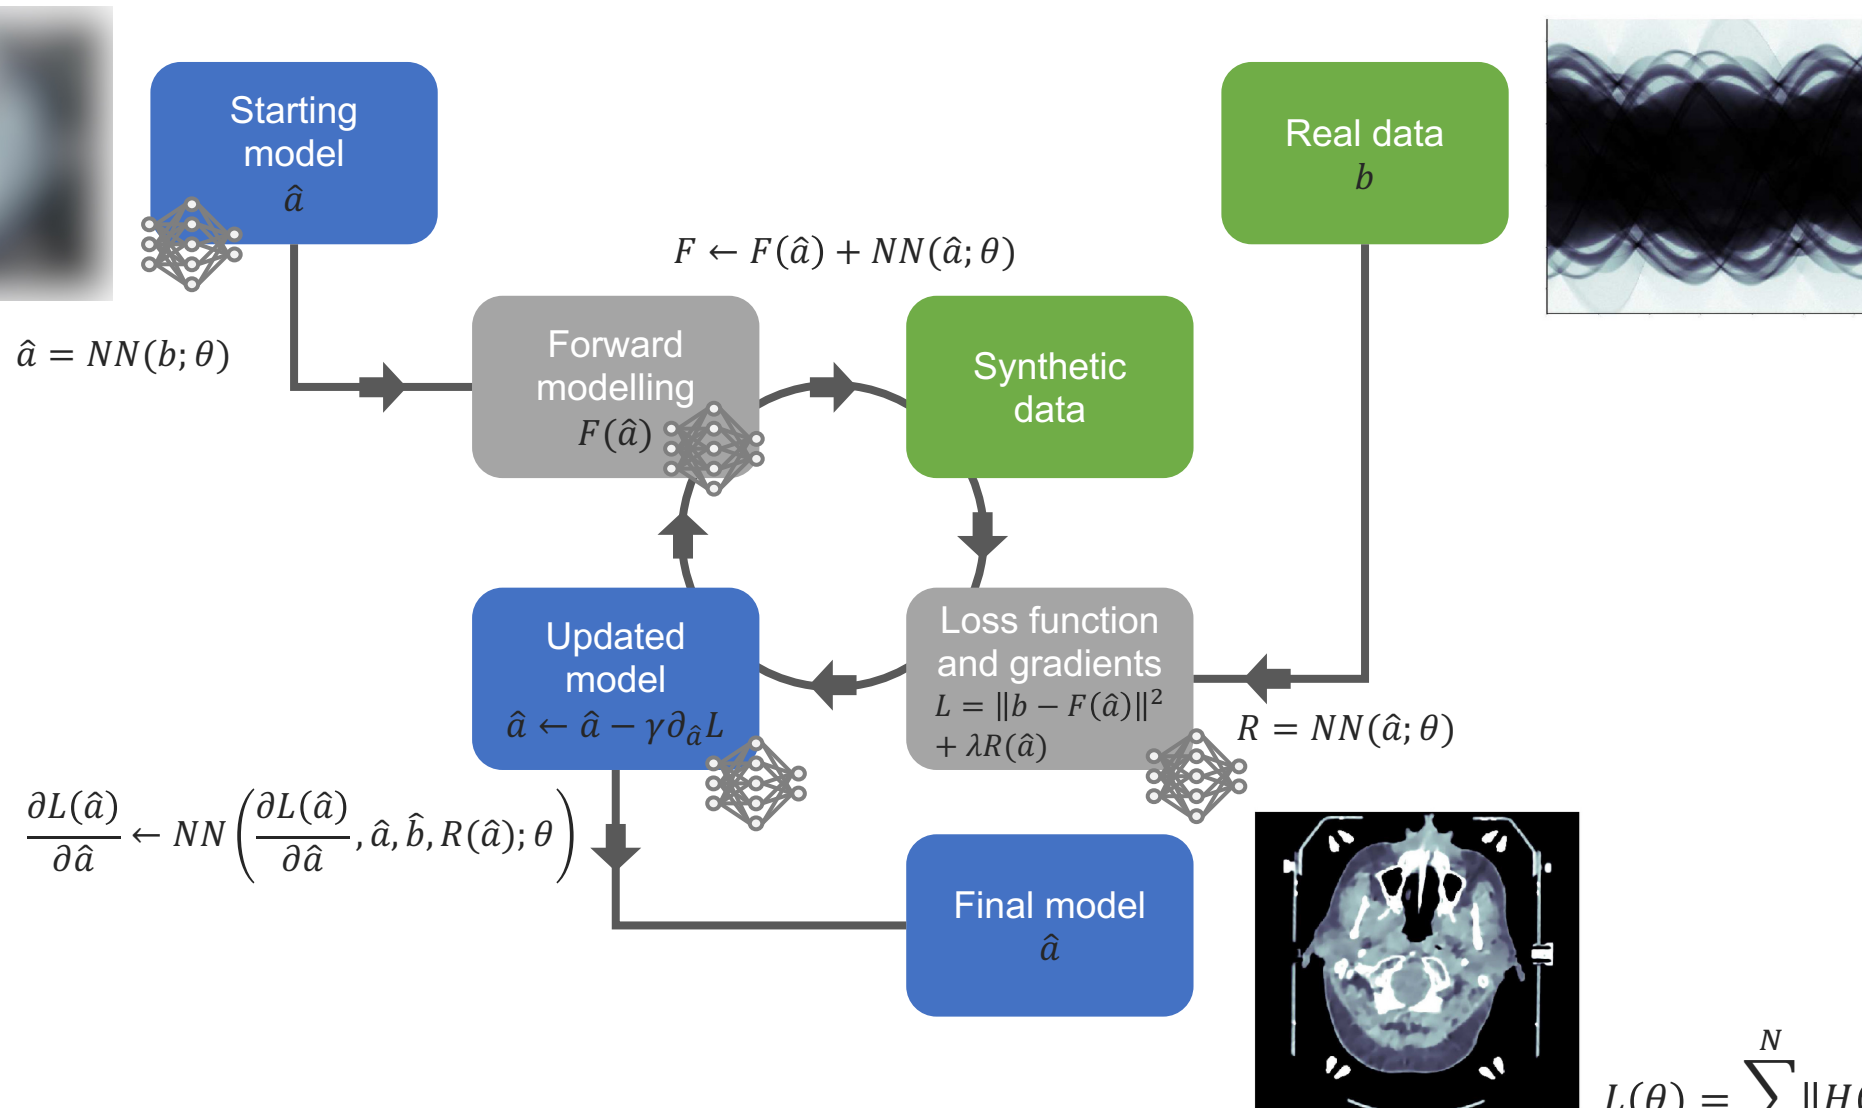 Starting
model
â
Real data
b
F ← F(â) + NN(â; θ)
â = NN(b; θ)
Forward
modelling
F(â)
Synthetic
data
Updated
model
â ← â − γ∂_â L
Loss function
and gradients
L = ‖b − F(â)‖²
+ λR(â)
R = NN(â; θ)
∂L(â)/∂â ← NN(∂L(â)/∂â, â, b̂, R(â); θ)
Final model
â
N
L(θ) = ∑ ‖H(